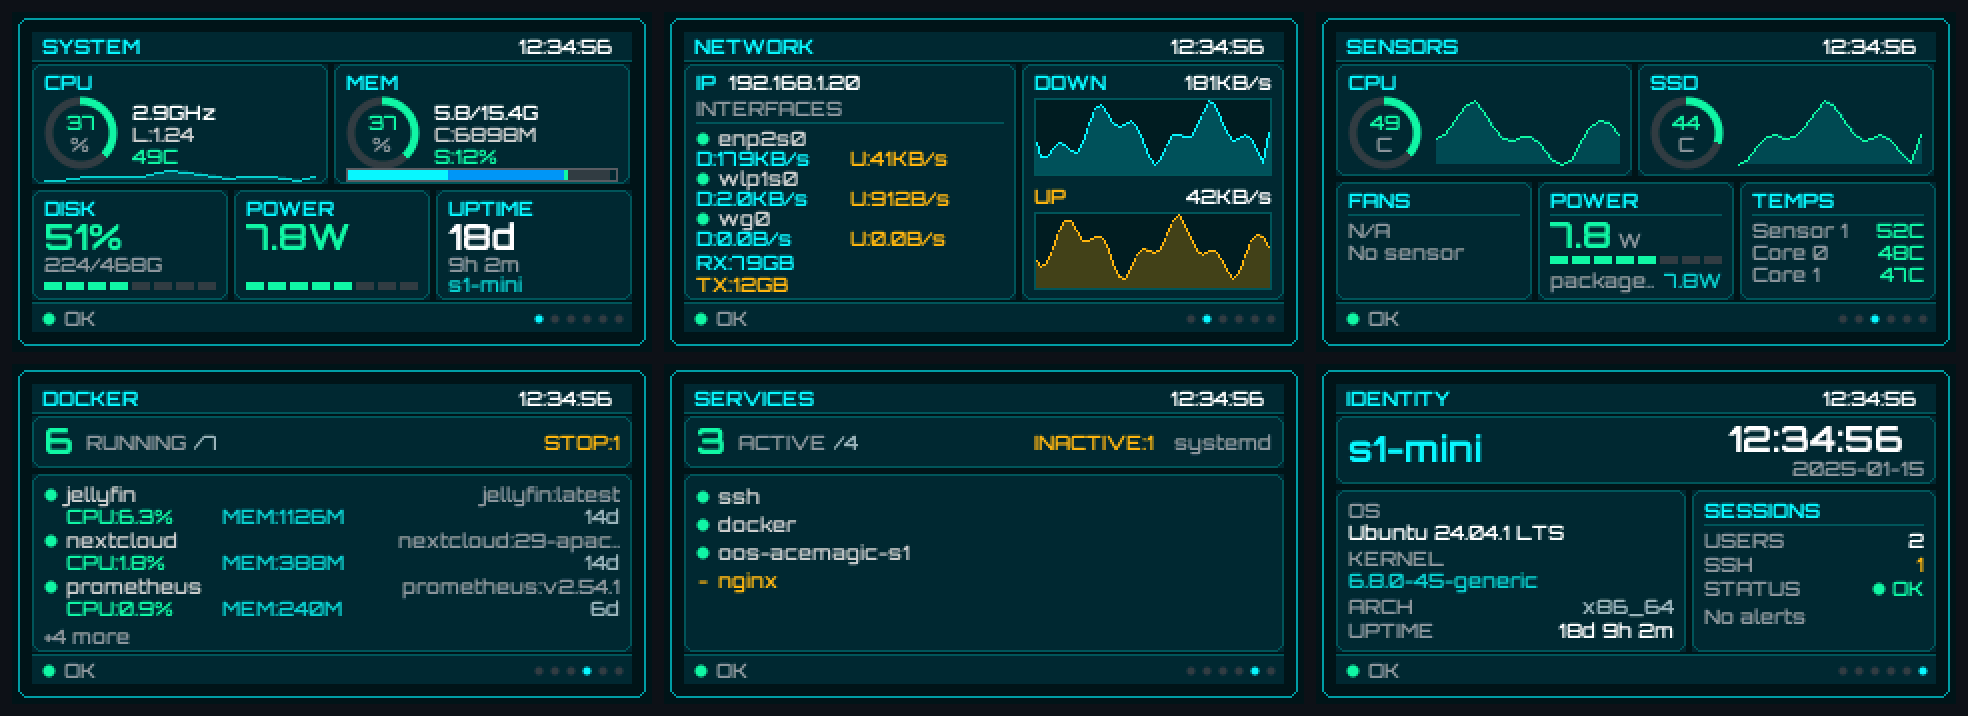 SYSTEM 12:34:56
CPU
37 %
2.9GHz
L:1.24
49C
MEM
37 %
5.8/15.4G
C:6898M
S:12%
DISK
51%
224/468G
POWER
7.8W
UPTIME
18d
9h 2m
s1-mini
OK
NETWORK 12:34:56
IP 192.168.1.20
INTERFACES
enp2s0
D:179KB/s U:41KB/s
wlp1s0
D:2.0KB/s U:912B/s
wg0
D:0.0B/s U:0.0B/s
RX:79GB
TX:12GB
DOWN 181KB/s
UP 42KB/s
OK
SENSORS 12:34:56
CPU
49
C
SSD
44
C
FANS
N/A
No sensor
POWER
7.8 W
package.. 7.8W
TEMPS
Sensor 1 52C
Core 0 48C
Core 1 47C
OK
DOCKER 12:34:56
6 RUNNING /7 STOP:1
jellyfin jellyfin:latest
CPU:6.3% MEM:1126M 14d
nextcloud nextcloud:29-apac..
CPU:1.8% MEM:388M 14d
prometheus prometheus:v2.54.1
CPU:0.9% MEM:240M 6d
+4 more
OK
SERVICES 12:34:56
3 ACTIVE /4 INACTIVE:1 systemd
ssh
docker
oos-acemagic-s1
- nginx
OK
IDENTITY 12:34:56
s1-mini 12:34:56
2025-01-15
OS
Ubuntu 24.04.1 LTS
KERNEL
6.8.0-45-generic
ARCH x86_64
UPTIME 18d 9h 2m
SESSIONS
USERS 2
SSH 1
STATUS OK
No alerts
OK